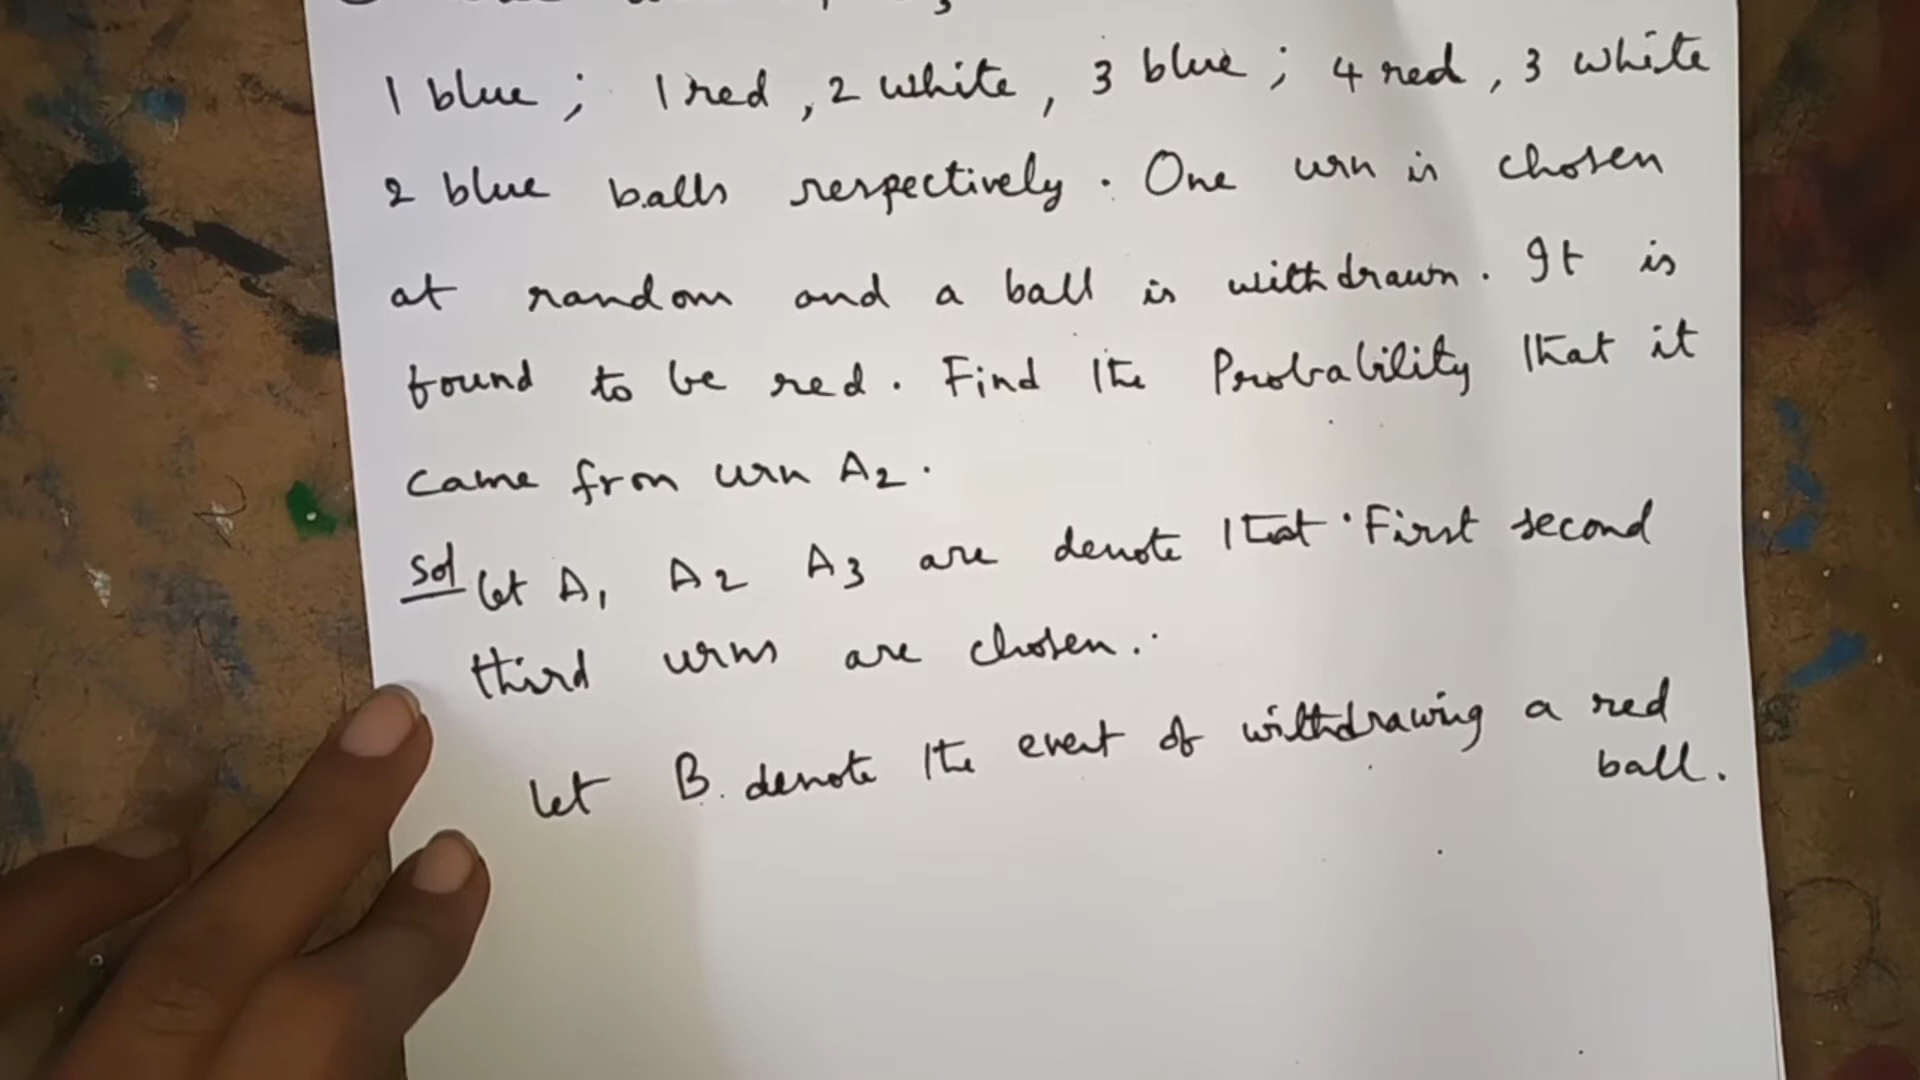 1 blue ; 1 red , 2 white , 3 blue ; 4 red , 3 white
2 blue balls respectively . One urn is chosen
at random and a ball is withdrawn . It is
found to be red . Find the Probability that it
came from urn A2 .
Sol let A1 A2 A3 are denote that First second
third urns are chosen .
let B denote the event of withdrawing a red
ball .